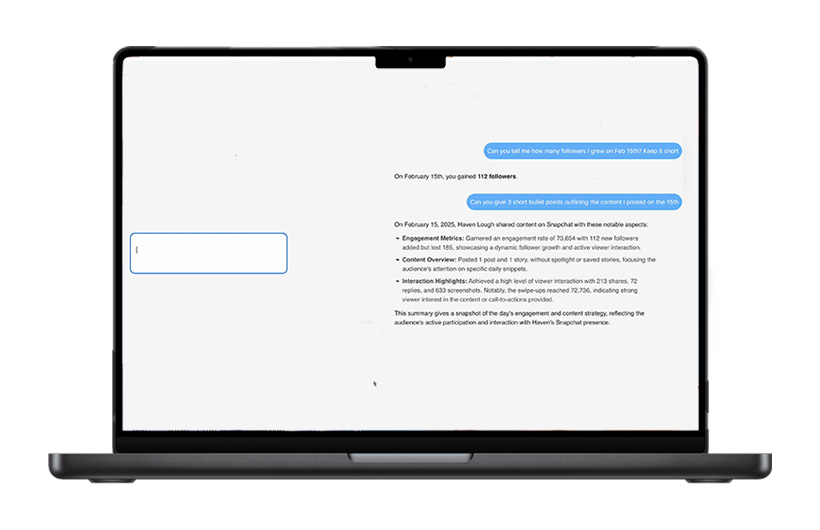 Can you tell me how many followers I grew on Feb 15th? Keep it short
On February 15th, you gained 112 followers.
Can you give 3 short bullet points outlining the content I posted on the 15th
On February 15, 2025, Haven Lough shared content on Snapchat with these notable aspects:
Engagement Metrics: Garnered an engagement rate of 73,654 with 112 new followers
added but lost 185, showcasing a dynamic follower growth and active viewer interaction.
Content Overview: Posted 1 post and 1 story, without spotlight or saved stories, focusing the
audience's attention on specific daily snippets.
Interaction Highlights: Achieved a high level of viewer interaction with 213 shares, 72
replies, and 633 screenshots. Notably, the swipe-ups reached 72,736, indicating strong
viewer interest in the content or call-to-actions provided.
This summary gives a snapshot of the day's engagement and content strategy, reflecting the
audience's active participation and interaction with Haven's Snapchat presence.